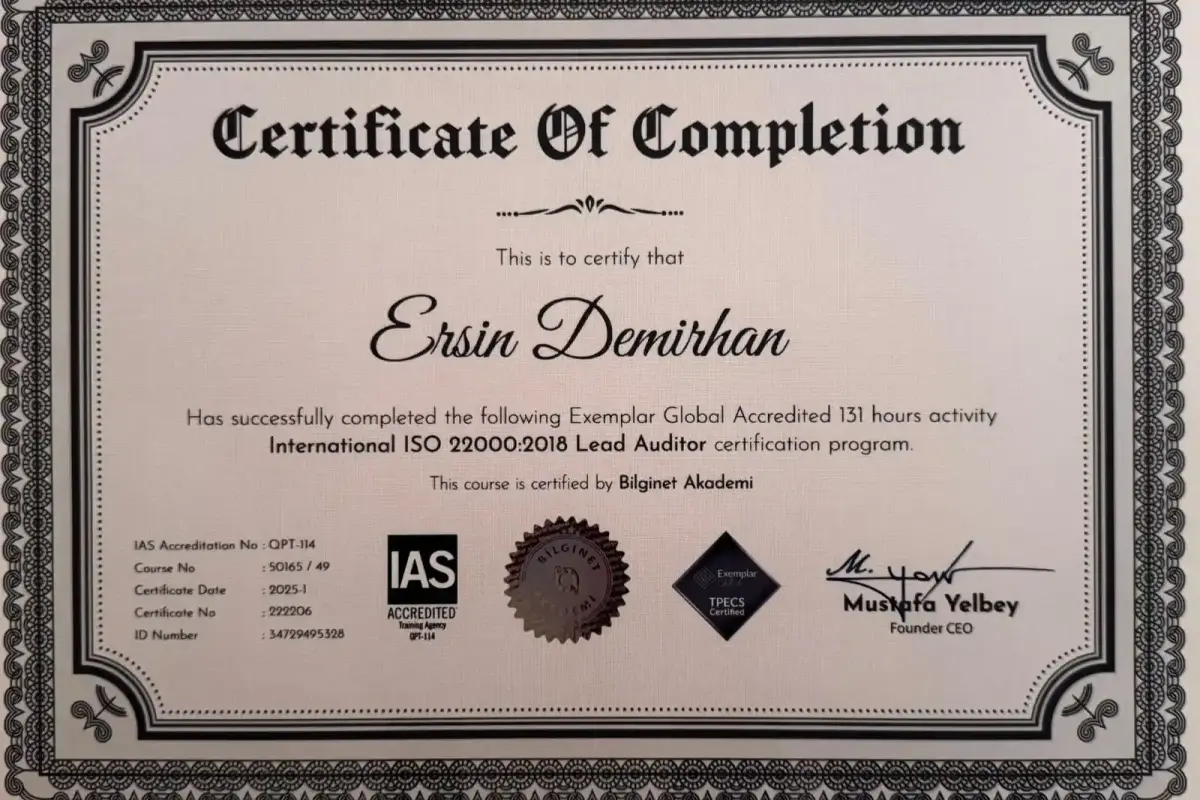 Certificate Of Completion
This is to certify that
Ersin Demirhan
Has successfully completed the following Exemplar Global Accredited 131 hours activity
International ISO 22000:2018 Lead Auditor certification program.
This course is certified by Bilginet Akademi
IAS Accreditation No : QPT-114
Course No : 50165 / 49
Certificate Date : 2025-1
Certificate No : 222206
ID Number : 34729495328
IAS
ACCREDITED
Training Agency
QPT-114
BILGINET
Exemplar
TPECS
Certified
Mustafa Yelbey
Founder CEO